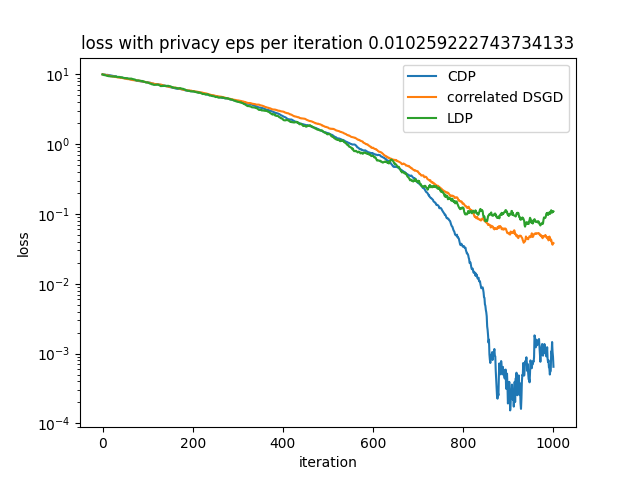 loss with privacy eps per iteration 0.010259222743734133
CDP
correlated DSGD
LDP
loss
10^1
10^0
10^-1
10^-2
10^-3
10^-4
0 200 400 600 800 1000
iteration